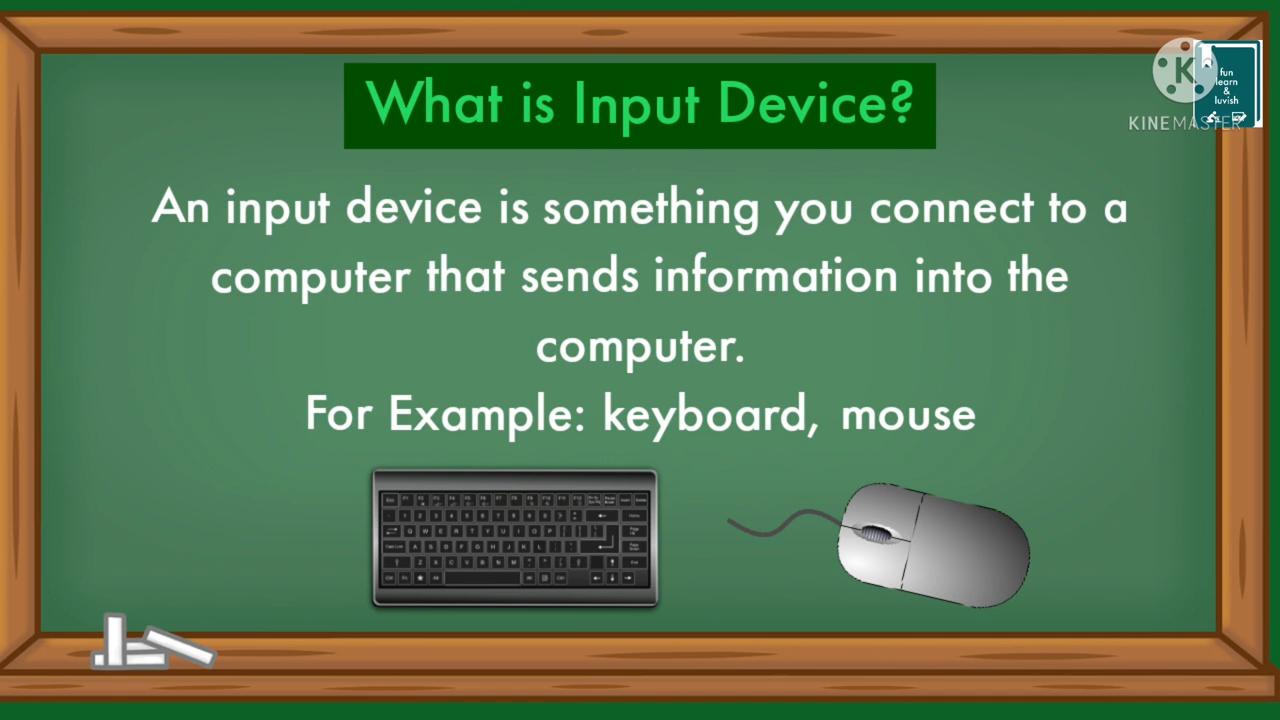 What is Input Device?
An input device is something you connect to a
computer that sends information into the
computer.
For Example: keyboard, mouse
K
KINEMASTER
fun
learn
&
luvish